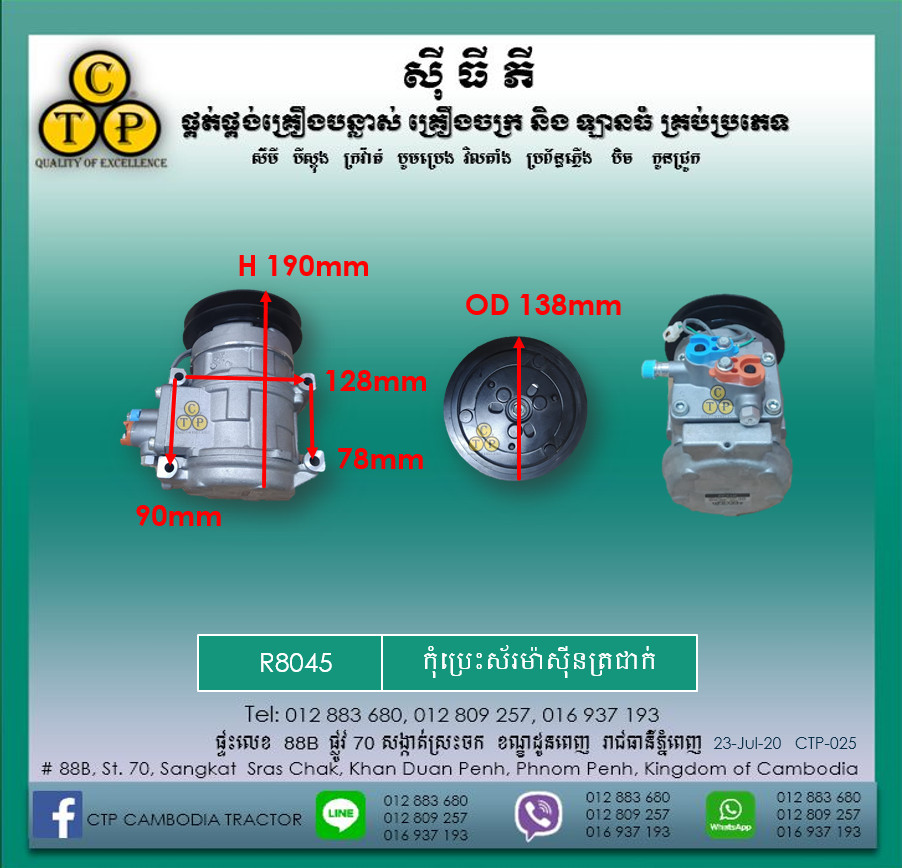 ស៊ី ធី ភី
C
T P
QUALITY OF EXCELLENCE
ផ្គត់ផ្គង់គ្រឿងបន្លាស់ គ្រឿងចក្រ និង ឡានធំ គ្រប់ប្រភេទ
ស៊ីមី ប៊ីស្តុង ក្រវ៉ាត់ បូមប្រេង វិលតាំង ប្រព័ន្ធភ្លើង ប៊ិច កូនជ្រូក
H 190mm
OD 138mm
128mm
78mm
90mm
R8045
កុំប្រេះស័រម៉ាស៊ីនត្រជាក់
Tel: 012 883 680, 012 809 257, 016 937 193
ផ្ទះលេខ 88B ផ្លូវ 70 សង្កាត់ស្រះចក ខណ្ឌដូនពេញ រាជធានីភ្នំពេញ 23-Jul-20 CTP-025
# 88B, St. 70, Sangkat Sras Chak, Khan Duan Penh, Phnom Penh, Kingdom of Cambodia
CTP CAMBODIA TRACTOR
LINE
012 883 680
012 809 257
016 937 193
012 883 680
012 809 257
016 937 193
WhatsApp
012 883 680
012 809 257
016 937 193